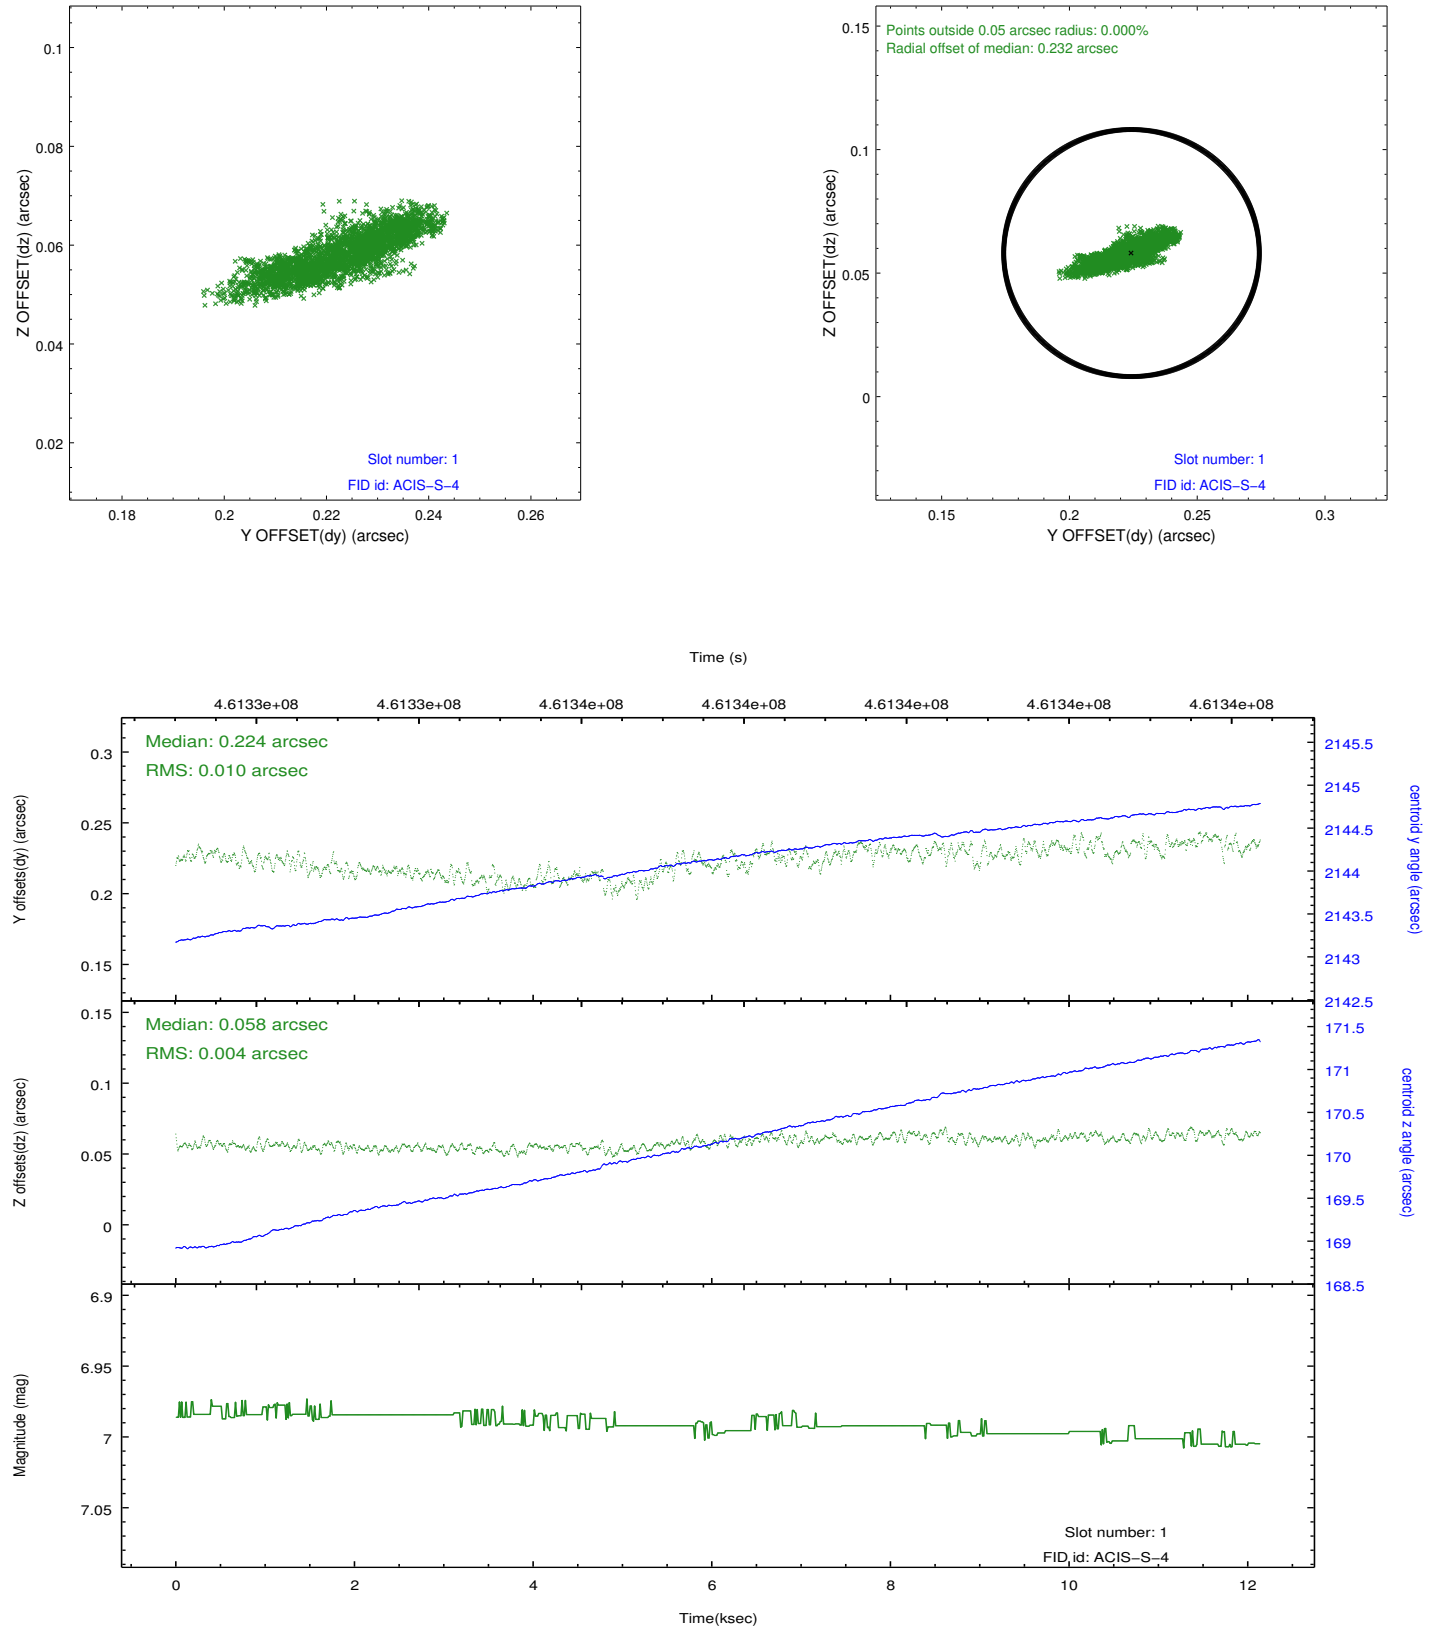 0.1
0.08
0.06
0.04
0.02
Z OFFSET(dz) (arcsec)
Slot number: 1
FID id: ACIS−S−4
0.18 0.2 0.22 0.24 0.26
Y OFFSET(dy) (arcsec)
Points outside 0.05 arcsec radius: 0.000%
Radial offset of median: 0.232 arcsec
0.15
0.1
0.05
0
Z OFFSET(dz) (arcsec)
Slot number: 1
FID id: ACIS−S−4
0.15 0.2 0.25 0.3
Y OFFSET(dy) (arcsec)
Time (s)
4.6133e+08 4.6133e+08 4.6134e+08 4.6134e+08 4.6134e+08 4.6134e+08 4.6134e+08
Median: 0.224 arcsec
RMS: 0.010 arcsec
0.3
0.25
0.2
0.15
Y offsets(dy) (arcsec)
2145.5
2145
2144.5
2144
2143.5
2143
2142.5
centroid y angle (arcsec)
Median: 0.058 arcsec
RMS: 0.004 arcsec
0.15
0.1
0.05
0
Z offsets(dz) (arcsec)
171.5
171
170.5
170
169.5
169
168.5
centroid z angle (arcsec)
6.9
6.95
7
7.05
Magnitude (mag)
Slot number: 1
FID id: ACIS−S−4
0 2 4 6 8 10 12
Time(ksec)